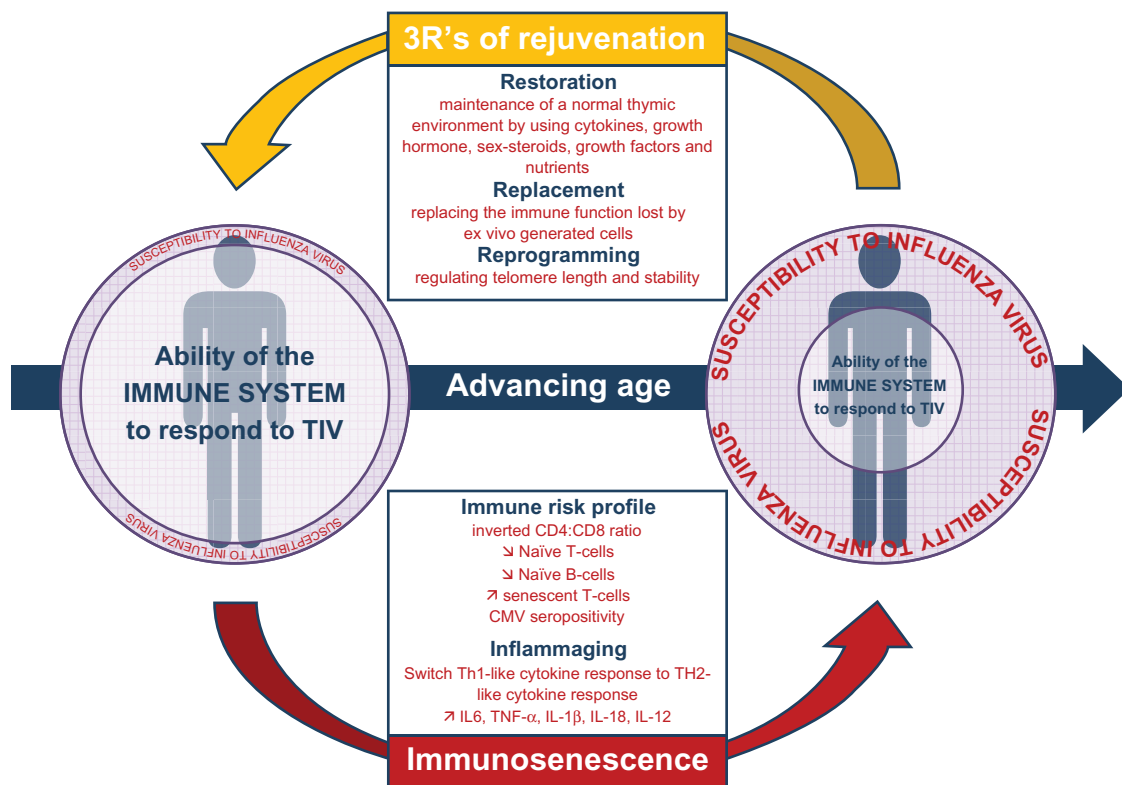 3R's of rejuvenation
Restoration
maintenance of a normal thymic
environment by using cytokines, growth
hormone, sex-steroids, growth factors and
nutrients
Replacement
replacing the immune function lost by
ex vivo generated cells
Reprogramming
regulating telomere length and stability
SUSCEPTIBILITY TO INFLUENZA VIRUS
Ability of the
IMMUNE SYSTEM
to respond to TIV
SUSCEPTIBILITY TO INFLUENZA VIRUS
Advancing age
SUSCEPTIBILITY TO INFLUENZA VIRUS
Ability of the
IMMUNE SYSTEM
to respond to TIV
SUSCEPTIBILITY TO INFLUENZA VIRUS
Immune risk profile
inverted CD4:CD8 ratio
↘ Naïve T-cells
↘ Naïve B-cells
↗ senescent T-cells
CMV seropositivity
Inflammaging
Switch Th1-like cytokine response to TH2-
like cytokine response
↗ IL6, TNF-α, IL-1β, IL-18, IL-12
Immunosenescence